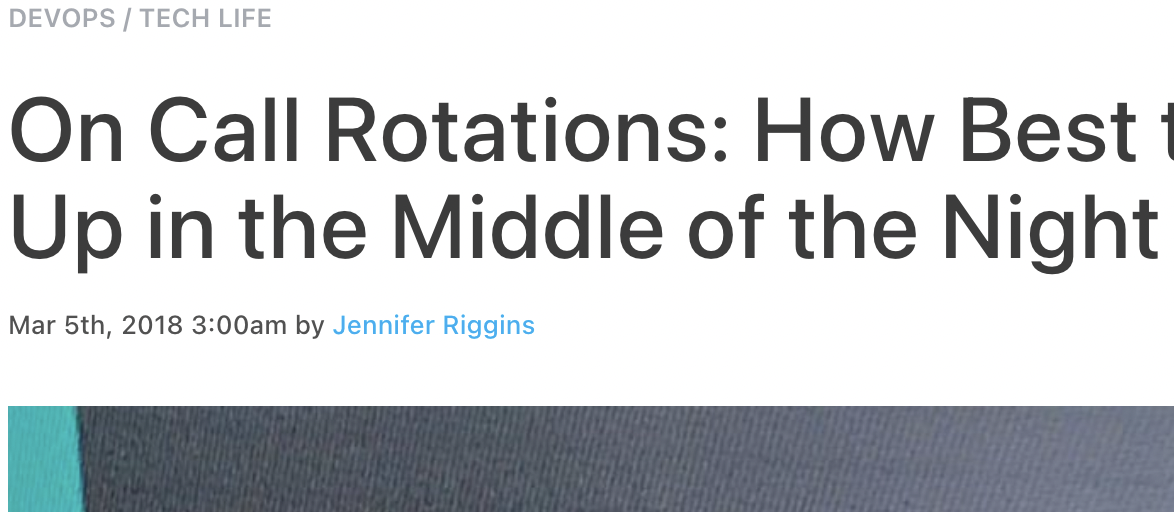 DEVOPS / TECH LIFE
On Call Rotations: How Best
Up in the Middle of the Night
Mar 5th, 2018 3:00am by Jennifer Riggins